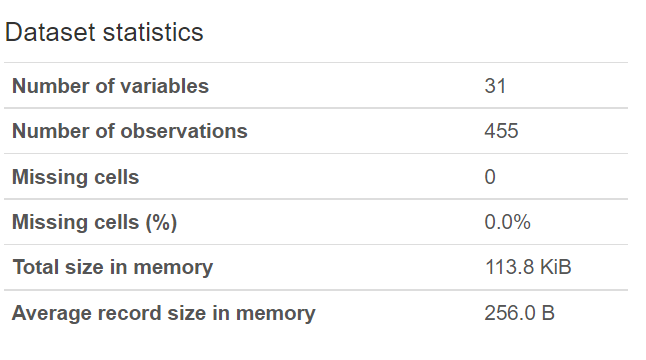 Dataset statistics
Number of variables 31
Number of observations 455
Missing cells 0
Missing cells (%) 0.0%
Total size in memory 113.8 KiB
Average record size in memory 256.0 B